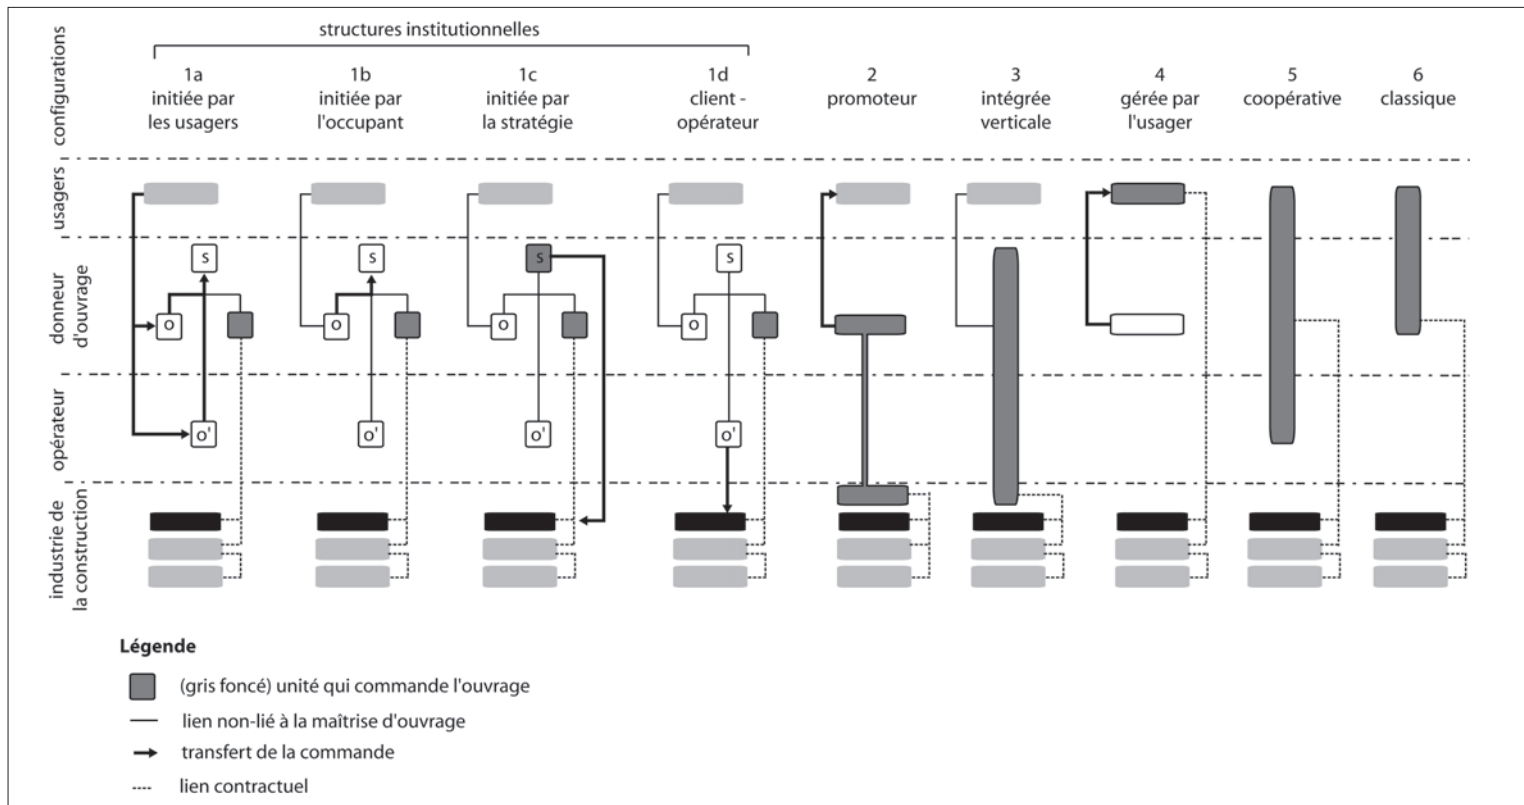 configurations
structures institutionnelles
1a
initiée par
les usagers
1b
initiée par
l'occupant
1c
initiée par
la stratégie
1d
client -
opérateur
2
promoteur
3
intégrée
verticale
4
gérée par
l'usager
5
coopérative
6
classique
usagers
donneur
d'ouvrage
s
s
s
s
o
o
o
o
opérateur
o'
o'
o'
o'
industrie de
la construction
Légende
(gris foncé) unité qui commande l'ouvrage
lien non-lié à la maîtrise d'ouvrage
transfert de la commande
lien contractuel